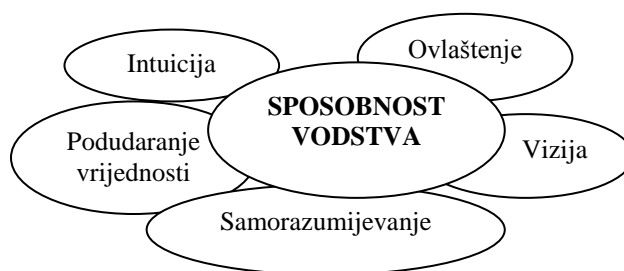 Intuicija
Ovlaštenje
SPOSOBNOST
VODSTVA
Podudaranje
vrijednosti
Vizija
Samorazumijevanje